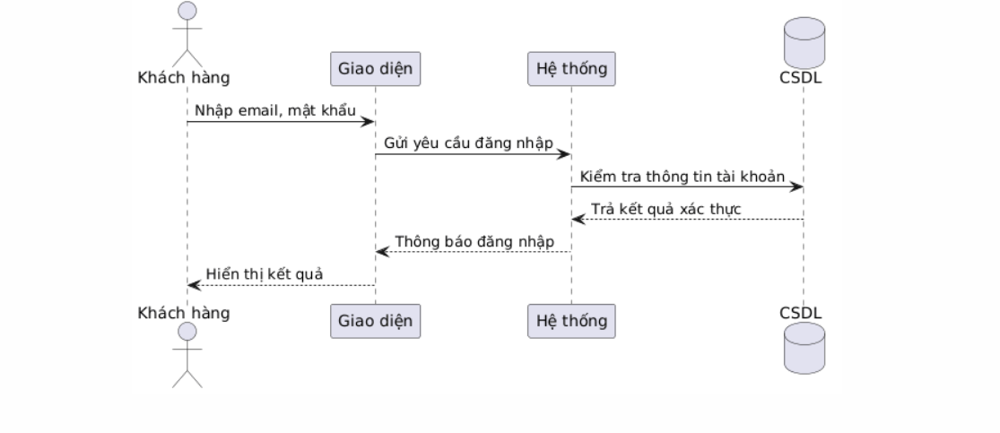 Khách hàng
Giao diện
Hệ thống
CSDL
Nhập email, mật khẩu
Gửi yêu cầu đăng nhập
Kiểm tra thông tin tài khoản
Trả kết quả xác thực
Thông báo đăng nhập
Hiển thị kết quả
Khách hàng
Giao diện
Hệ thống
CSDL